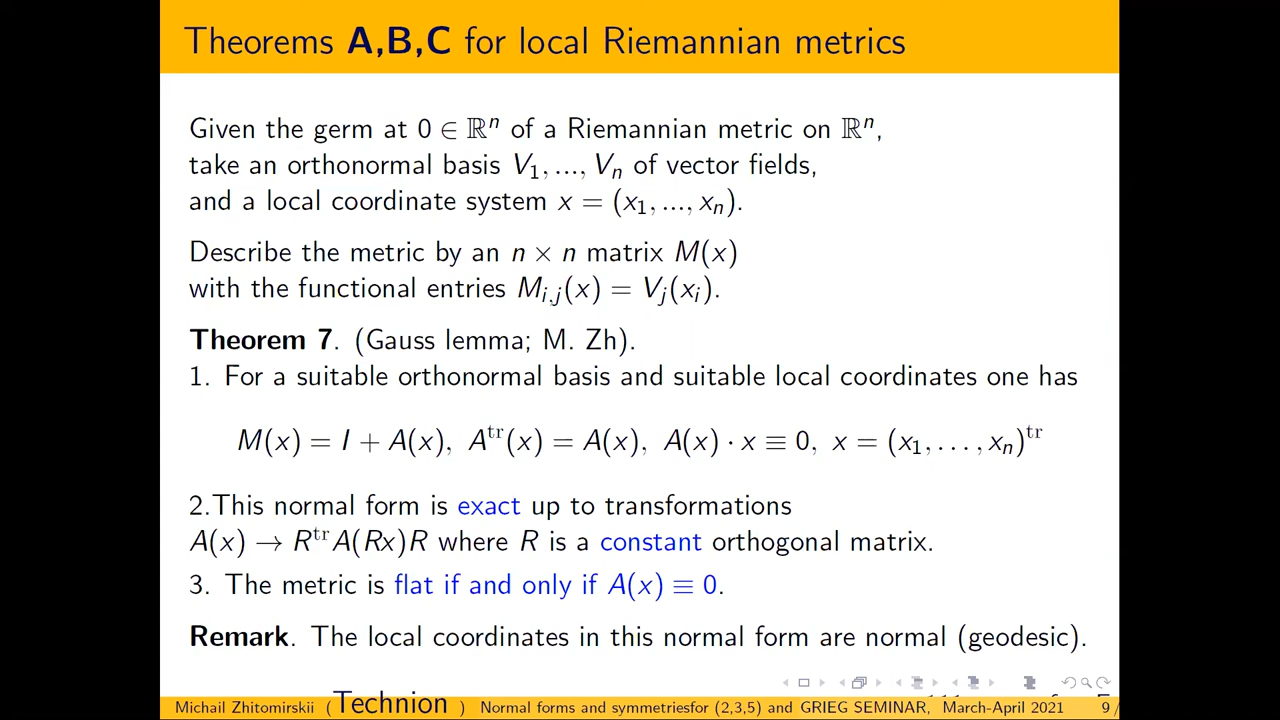 Theorems A,B,C for local Riemannian metrics
Given the germ at 0 ∈ ℝⁿ of a Riemannian metric on ℝⁿ,
take an orthonormal basis V₁, ..., Vₙ of vector fields,
and a local coordinate system x = (x₁, ..., xₙ).
Describe the metric by an n × n matrix M(x)
with the functional entries Mᵢ,ⱼ(x) = Vⱼ(xᵢ).
Theorem 7. (Gauss lemma; M. Zh).
1. For a suitable orthonormal basis and suitable local coordinates one has
M(x) = I + A(x), Aᵗʳ(x) = A(x), A(x) · x ≡ 0, x = (x₁, . . . , xₙ)ᵗʳ
2.This normal form is exact up to transformations
A(x) → RᵗʳA(Rx)R where R is a constant orthogonal matrix.
3. The metric is flat if and only if A(x) ≡ 0.
Remark. The local coordinates in this normal form are normal (geodesic).
Michail Zhitomirskii (Technion ) Normal forms and symmetriesfor (2,3,5) and GRIEG SEMINAR, March-April 2021 9 /